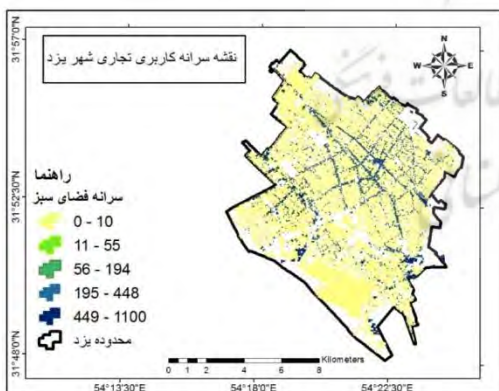 نقشه سرانه کاربری تجاری شهر یزد
N
W E
S
راهنما
سرانه فضای سبز
0 - 10
11 - 55
56 - 194
195 - 448
449 - 1100
محدوده یزد
Kilometers
0 1 2 4 6 8
31°57'0"N
31°52'30"N
31°48'0"N
54°13'30"E 54°18'0"E 54°22'30"E